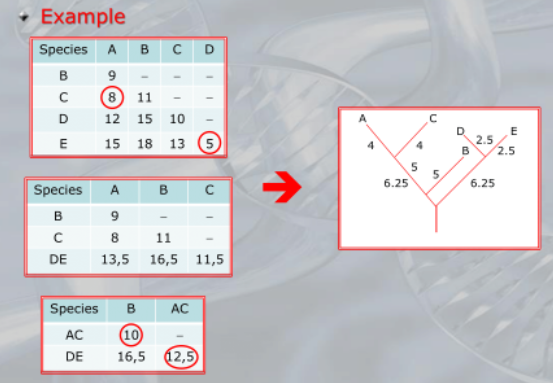 Example
Species A B C D
B 9 – – –
C 8 11 – –
D 12 15 10 –
E 15 18 13 5
Species A B C
B 9 – –
C 8 11 –
DE 13,5 16,5 11,5
Species B AC
AC 10 –
DE 16,5 12,5
A C D E
4 4 B 2.5 2.5
5 5
6.25 6.25